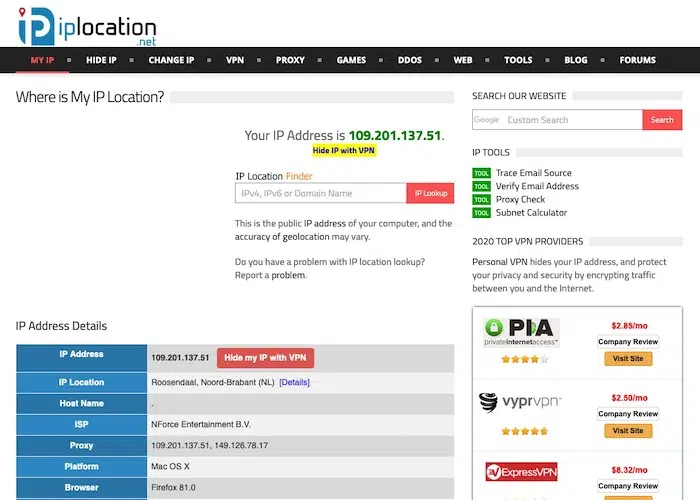 iplocation
.net
MY IP HIDE IP CHANGE IP VPN PROXY GAMES DDOS WEB TOOLS BLOG FORUMS
Where is My IP Location?
Your IP Address is 109.201.137.51.
Hide IP with VPN
IP Location Finder
IPv4, IPv6 or Domain Name
IP Lookup
This is the public IP address of your computer, and the
accuracy of geolocation may vary.
Do you have a problem with IP location lookup?
Report a problem.
IP Address Details
IP Address 109.201.137.51 Hide my IP with VPN
IP Location Roosendaal, Noord-Brabant (NL) [Details]
Host Name .
ISP NForce Entertainment B.V.
Proxy 109.201.137.51, 149.126.78.17
Platform Mac OS X
Browser Firefox 81.0
SEARCH OUR WEBSITE
Google Custom Search Search
IP TOOLS
TOOL Trace Email Source
TOOL Verify Email Address
TOOL Proxy Check
TOOL Subnet Calculator
2020 TOP VPN PROVIDERS
Personal VPN hides your IP address, and protect
your privacy and security by encrypting traffic
between you and the Internet.
PIA
privateinternetaccess™
$2.85/mo
Company Review
Visit Site
vyprvpn™
$2.50/mo
Company Review
Visit Site
ExpressVPN
$8.32/mo
Company Review
Visit Site